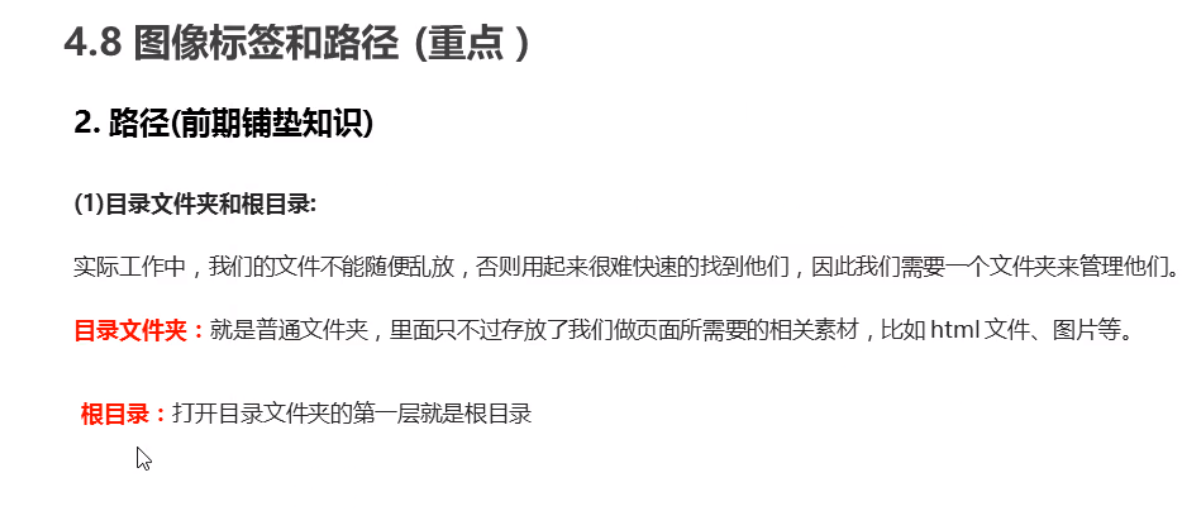 4.8 图像标签和路径 (重点 )
2. 路径(前期铺垫知识)
(1)目录文件夹和根目录:
实际工作中，我们的文件不能随便乱放，否则用起来很难快速的找到他们，因此我们需要一个文件夹来管理他们。
目录文件夹：就是普通文件夹，里面只不过存放了我们做页面所需要的相关素材，比如 html 文件、图片等。
根目录：打开目录文件夹的第一层就是根目录